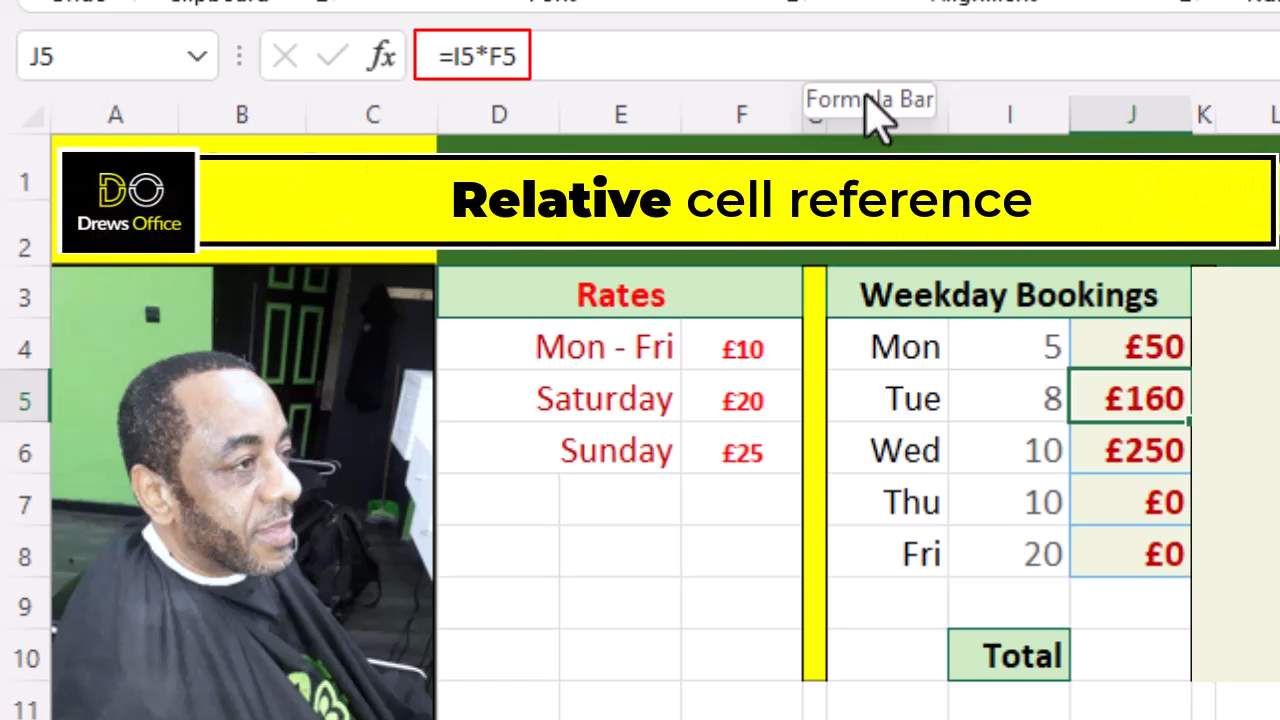 J5
fx
=I5*F5
Formula Bar
A B C D E F I J K L
Relative cell reference
DO
Drews Office
1
2
3 Rates Weekday Bookings
4 Mon - Fri £10 Mon 5 £50
5 Saturday £20 Tue 8 £160
6 Sunday £25 Wed 10 £250
7 Thu 10 £0
8 Fri 20 £0
9
10 Total
11